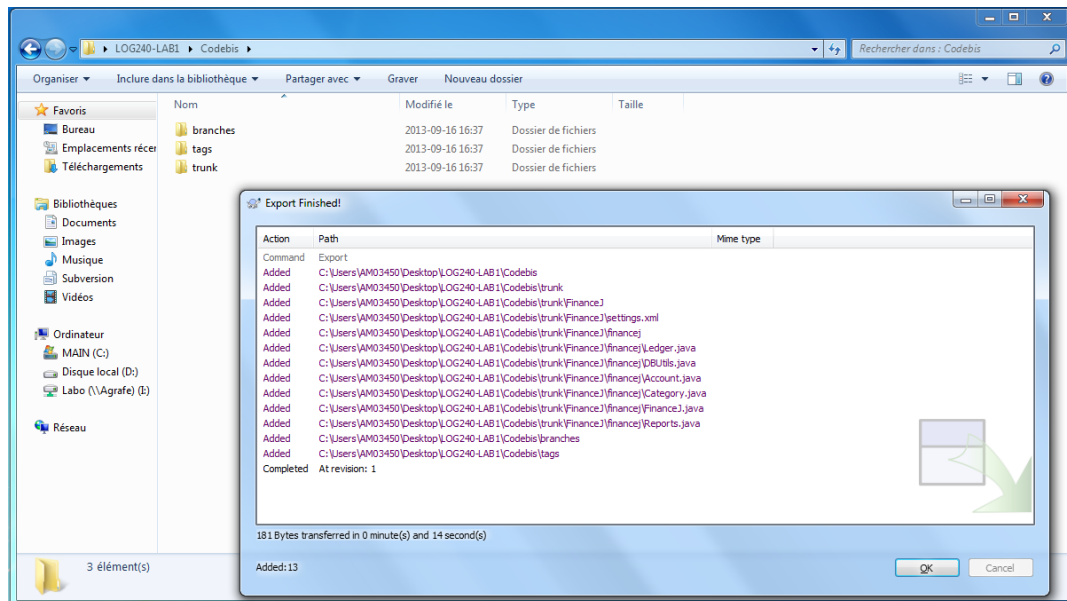 LOG240-LAB1 Codebis Rechercher dans : Codebis
Organiser Inclure dans la bibliothèque Partager avec Graver Nouveau dossier
Favoris
Bureau
Emplacements récer
Téléchargements
Bibliothèques
Documents
Images
Musique
Subversion
Vidéos
Ordinateur
MAIN (C:)
Disque local (D:)
Labo (\\Agrafe) (I:)
Réseau
Nom Modifié le Type Taille
branches 2013-09-16 16:37 Dossier de fichiers
tags 2013-09-16 16:37 Dossier de fichiers
trunk 2013-09-16 16:37 Dossier de fichiers
Export Finished!
Action Path Mime type
Command Export
Added C:\Users\AM03450\Desktop\LOG240-LAB1\Codebis
Added C:\Users\AM03450\Desktop\LOG240-LAB1\Codebis\trunk
Added C:\Users\AM03450\Desktop\LOG240-LAB1\Codebis\trunk\FinanceJ
Added C:\Users\AM03450\Desktop\LOG240-LAB1\Codebis\trunk\FinanceJ\settings.xml
Added C:\Users\AM03450\Desktop\LOG240-LAB1\Codebis\trunk\FinanceJ\financej
Added C:\Users\AM03450\Desktop\LOG240-LAB1\Codebis\trunk\FinanceJ\financej\Ledger.java
Added C:\Users\AM03450\Desktop\LOG240-LAB1\Codebis\trunk\FinanceJ\financej\DBUtils.java
Added C:\Users\AM03450\Desktop\LOG240-LAB1\Codebis\trunk\FinanceJ\financej\Account.java
Added C:\Users\AM03450\Desktop\LOG240-LAB1\Codebis\trunk\FinanceJ\financej\Category.java
Added C:\Users\AM03450\Desktop\LOG240-LAB1\Codebis\trunk\FinanceJ\financej\FinanceJ.java
Added C:\Users\AM03450\Desktop\LOG240-LAB1\Codebis\trunk\FinanceJ\financej\Reports.java
Added C:\Users\AM03450\Desktop\LOG240-LAB1\Codebis\branches
Added C:\Users\AM03450\Desktop\LOG240-LAB1\Codebis\tags
Completed At revision: 1
181 Bytes transferred in 0 minute(s) and 14 second(s)
Added:13 OK Cancel
3 élément(s)